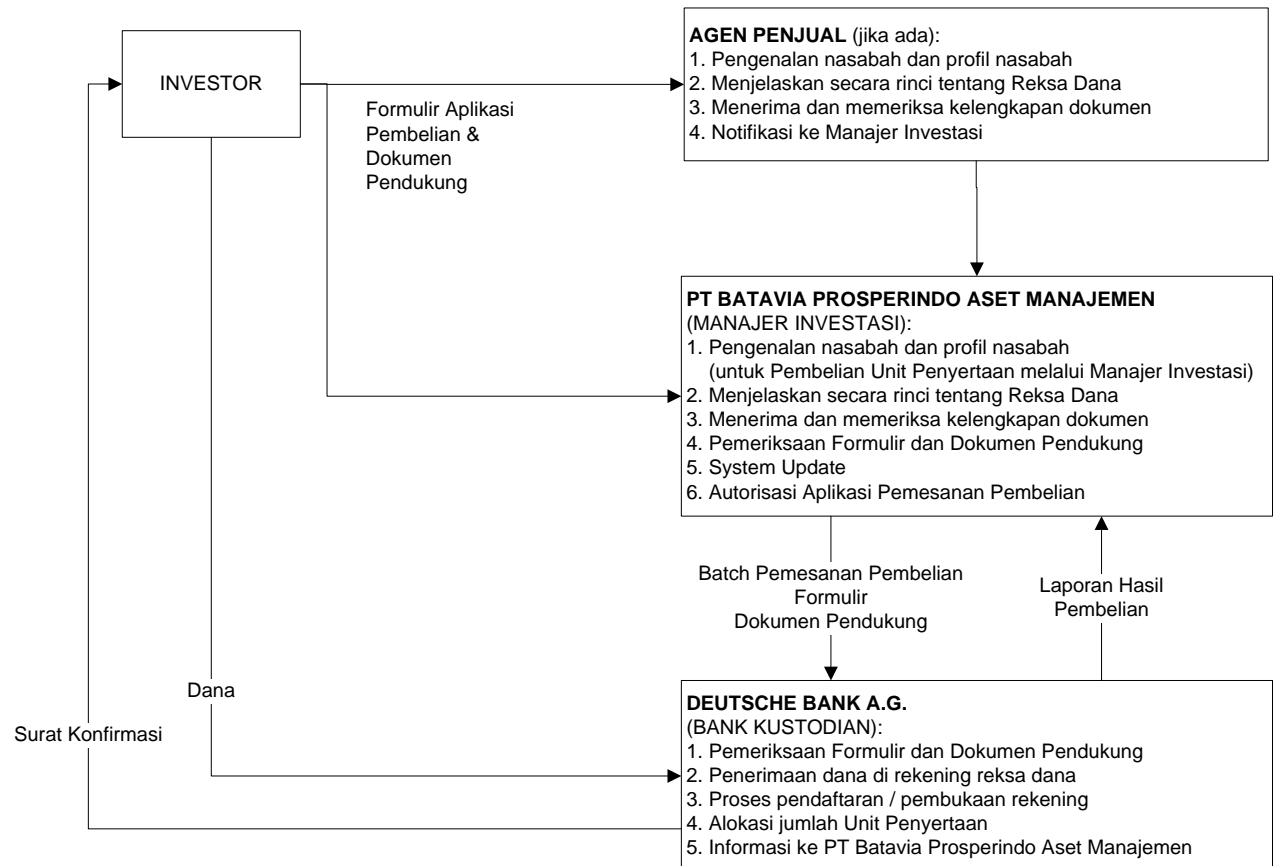 AGEN PENJUAL (jika ada):
1. Pengenalan nasabah dan profil nasabah
2. Menjelaskan secara rinci tentang Reksa Dana
3. Menerima dan memeriksa kelengkapan dokumen
4. Notifikasi ke Manajer Investasi
INVESTOR
Formulir Aplikasi
Pembelian &
Dokumen
Pendukung
PT BATAVIA PROSPERINDO ASET MANAJEMEN
(MANAJER INVESTASI):
1. Pengenalan nasabah dan profil nasabah
(untuk Pembelian Unit Penyertaan melalui Manajer Investasi)
2. Menjelaskan secara rinci tentang Reksa Dana
3. Menerima dan memeriksa kelengkapan dokumen
4. Pemeriksaan Formulir dan Dokumen Pendukung
5. System Update
6. Autorisasi Aplikasi Pemesanan Pembelian
Batch Pemesanan Pembelian
Formulir
Dokumen Pendukung
Laporan Hasil
Pembelian
Dana
Surat Konfirmasi
DEUTSCHE BANK A.G.
(BANK KUSTODIAN):
1. Pemeriksaan Formulir dan Dokumen Pendukung
2. Penerimaan dana di rekening reksa dana
3. Proses pendaftaran / pembukaan rekening
4. Alokasi jumlah Unit Penyertaan
5. Informasi ke PT Batavia Prosperindo Aset Manajemen